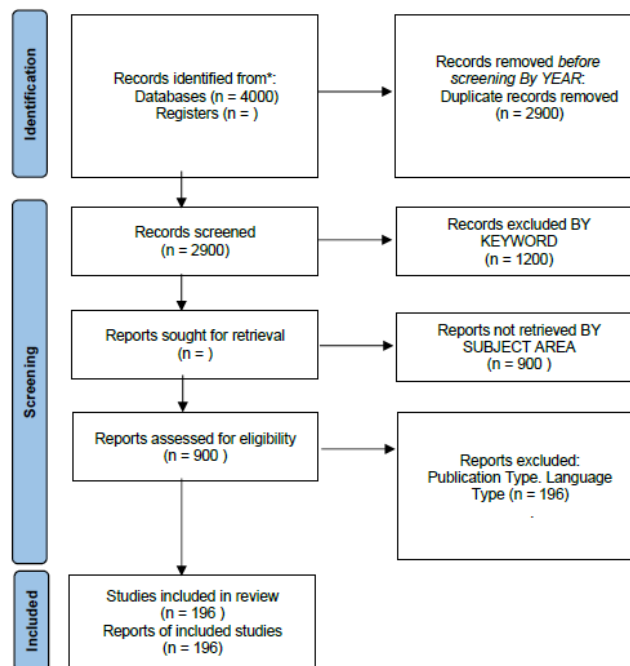 Identification
Records identified from*:
Databases (n = 4000)
Registers (n = )
Records removed before
screening By YEAR:
Duplicate records removed
(n = 2900)
Screening
Records screened
(n = 2900)
Records excluded BY
KEYWORD
(n = 1200)
Reports sought for retrieval
(n = )
Reports not retrieved BY
SUBJECT AREA
(n = 900 )
Reports assessed for eligibility
(n = 900 )
Reports excluded:
Publication Type. Language
Type (n = 196)
.
Included
Studies included in review
(n = 196 )
Reports of included studies
(n = 196)